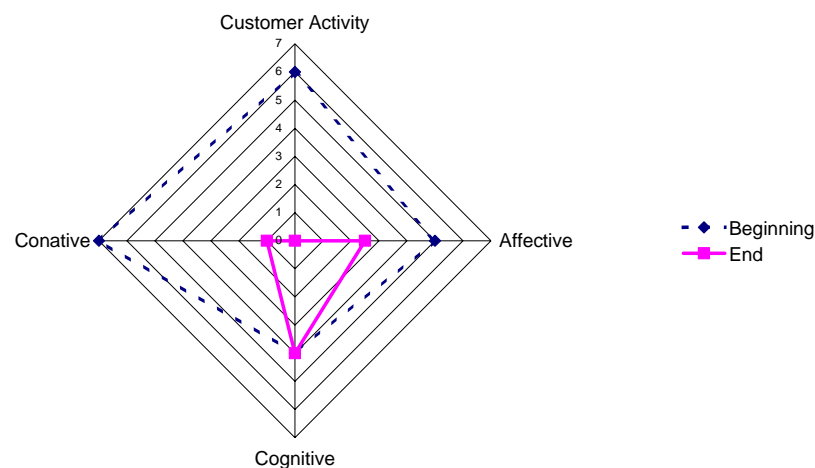 Customer Activity
7
6
5
4
3
2
1
0
Conative
Affective
Cognitive
Beginning
End